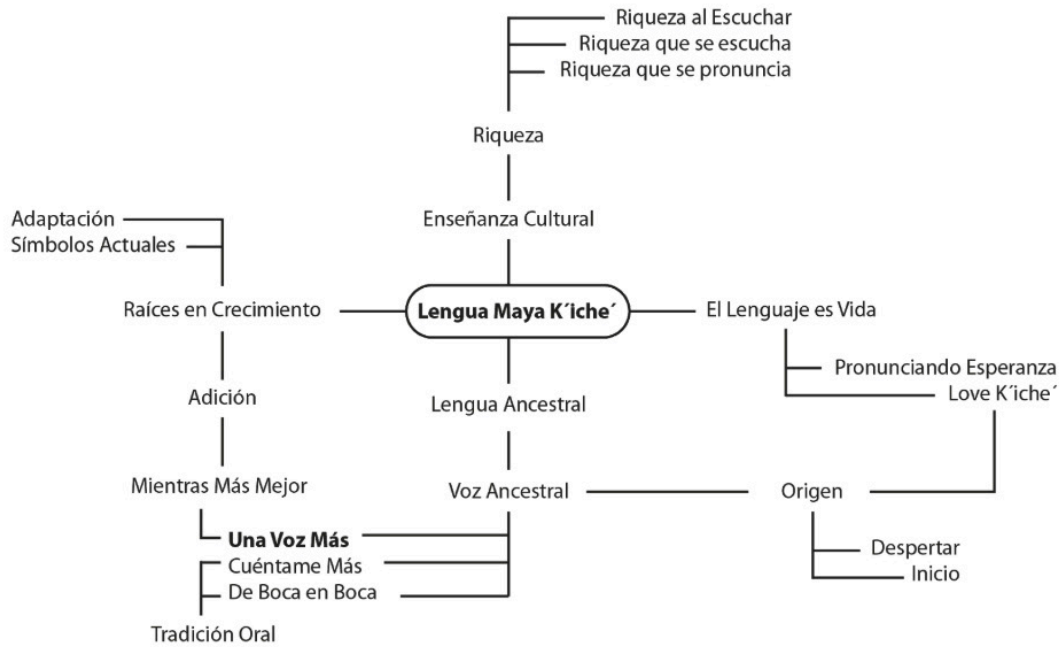 Riqueza al Escuchar
Riqueza que se escucha
Riqueza que se pronuncia
Riqueza
Enseñanza Cultural
Adaptación
Símbolos Actuales
Raíces en Crecimiento
Lengua Maya K´iche´
El Lenguaje es Vida
Pronunciando Esperanza
Love K´iche´
Adición
Lengua Ancestral
Mientras Más Mejor
Voz Ancestral
Origen
Una Voz Más
Cuéntame Más
De Boca en Boca
Despertar
Inicio
Tradición Oral